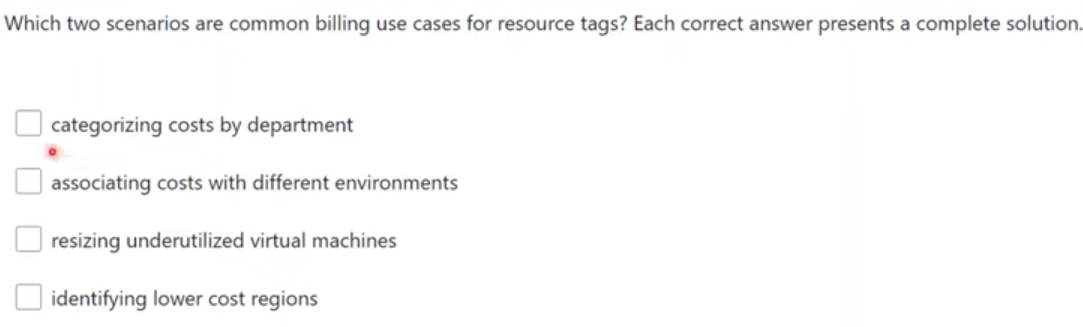 Which two scenarios are common billing use cases for resource tags? Each correct answer presents a complete solution.
categorizing costs by department
associating costs with different environments
resizing underutilized virtual machines
identifying lower cost regions